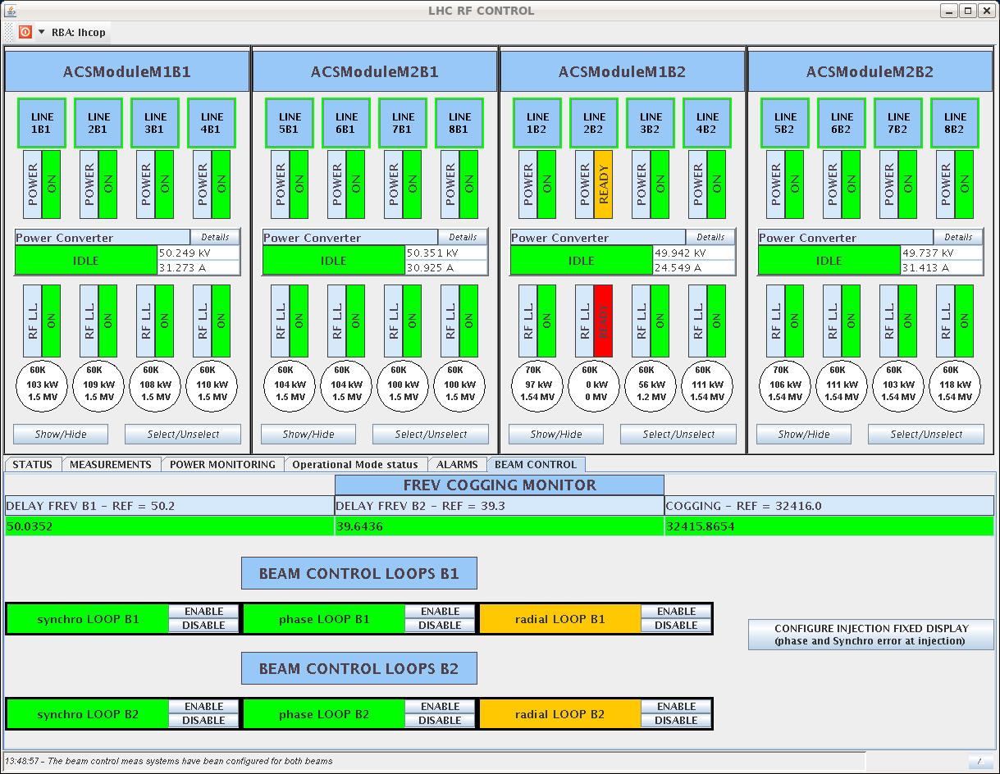 LHC RF CONTROL
RBA: lhcop
ACSModuleM1B1
ACSModuleM2B1
ACSModuleM1B2
ACSModuleM2B2
LINE 1B1
LINE 2B1
LINE 3B1
LINE 4B1
LINE 5B1
LINE 6B1
LINE 7B1
LINE 8B1
LINE 1B2
LINE 2B2
LINE 3B2
LINE 4B2
LINE 5B2
LINE 6B2
LINE 7B2
LINE 8B2
POWER ON
POWER ON
POWER ON
POWER ON
POWER ON
POWER ON
POWER ON
POWER ON
POWER ON
POWER READY
POWER ON
POWER ON
POWER ON
POWER ON
POWER ON
POWER ON
Power Converter Details
IDLE
50.249 kV
31.273 A
Power Converter Details
IDLE
50.351 kV
30.925 A
Power Converter Details
IDLE
49.942 kV
24.549 A
Power Converter Details
IDLE
49.737 kV
31.413 A
RF L.L. ON
RF L.L. ON
RF L.L. ON
RF L.L. ON
RF L.L. ON
RF L.L. ON
RF L.L. ON
RF L.L. ON
RF L.L. ON
RF L.L. READY
RF L.L. ON
RF L.L. ON
RF L.L. ON
RF L.L. ON
RF L.L. ON
RF L.L. ON
60K 103 kW 1.5 MV
60K 109 kW 1.5 MV
60K 108 kW 1.5 MV
60K 110 kW 1.5 MV
60K 104 kW 1.5 MV
60K 104 kW 1.5 MV
60K 100 kW 1.5 MV
60K 100 kW 1.5 MV
70K 97 kW 1.54 MV
60K 0 kW 0 MV
60K 56 kW 1.2 MV
60K 111 kW 1.54 MV
70K 106 kW 1.54 MV
60K 111 kW 1.54 MV
60K 103 kW 1.54 MV
60K 118 kW 1.54 MV
Show/Hide Select/Unselect
Show/Hide Select/Unselect
Show/Hide Select/Unselect
Show/Hide Select/Unselect
STATUS MEASUREMENTS POWER MONITORING Operational Mode status ALARMS BEAM CONTROL
FREV COGGING MONITOR
DELAY FREV B1 - REF = 50.2
DELAY FREV B2 - REF = 39.3
COGGING - REF = 32416.0
50.0352
39.6436
32415.8654
BEAM CONTROL LOOPS B1
synchro LOOP B1
ENABLE
DISABLE
phase LOOP B1
ENABLE
DISABLE
radial LOOP B1
ENABLE
DISABLE
CONFIGURE INJECTION FIXED DISPLAY
(phase and Synchro error at injection)
BEAM CONTROL LOOPS B2
synchro LOOP B2
ENABLE
DISABLE
phase LOOP B2
ENABLE
DISABLE
radial LOOP B2
ENABLE
DISABLE
13:48:57 - The beam control meas systems have bean configured for both beams
/